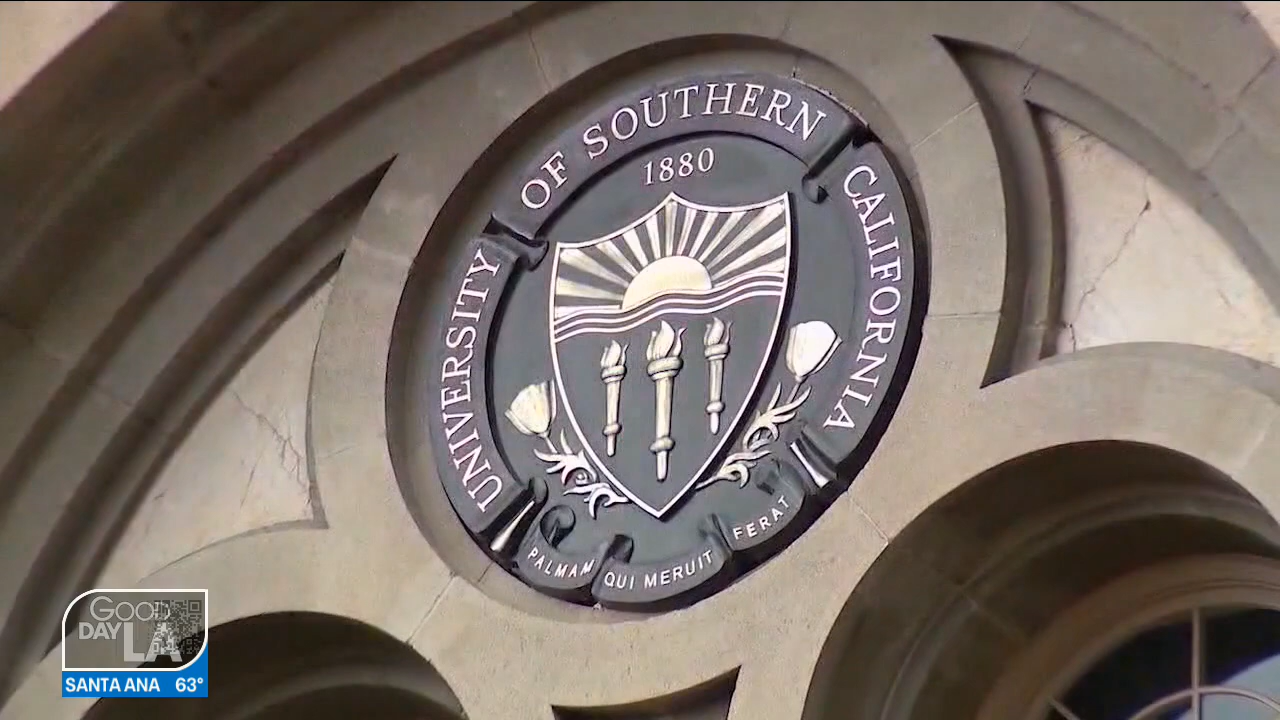 UNIVERSITY OF SOUTHERN CALIFORNIA
1880
PALMAM QUI MERUIT FERAT
GOOD
DAY LA
SANTA ANA 63°